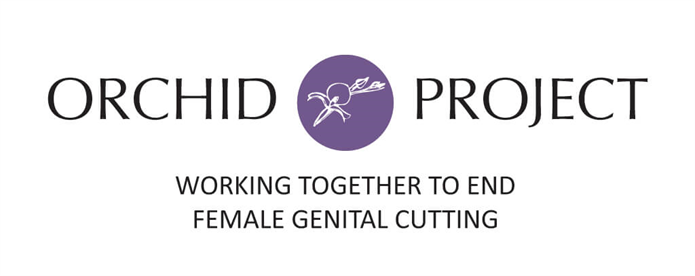 ORCHID PROJECT
WORKING TOGETHER TO END
FEMALE GENITAL CUTTING